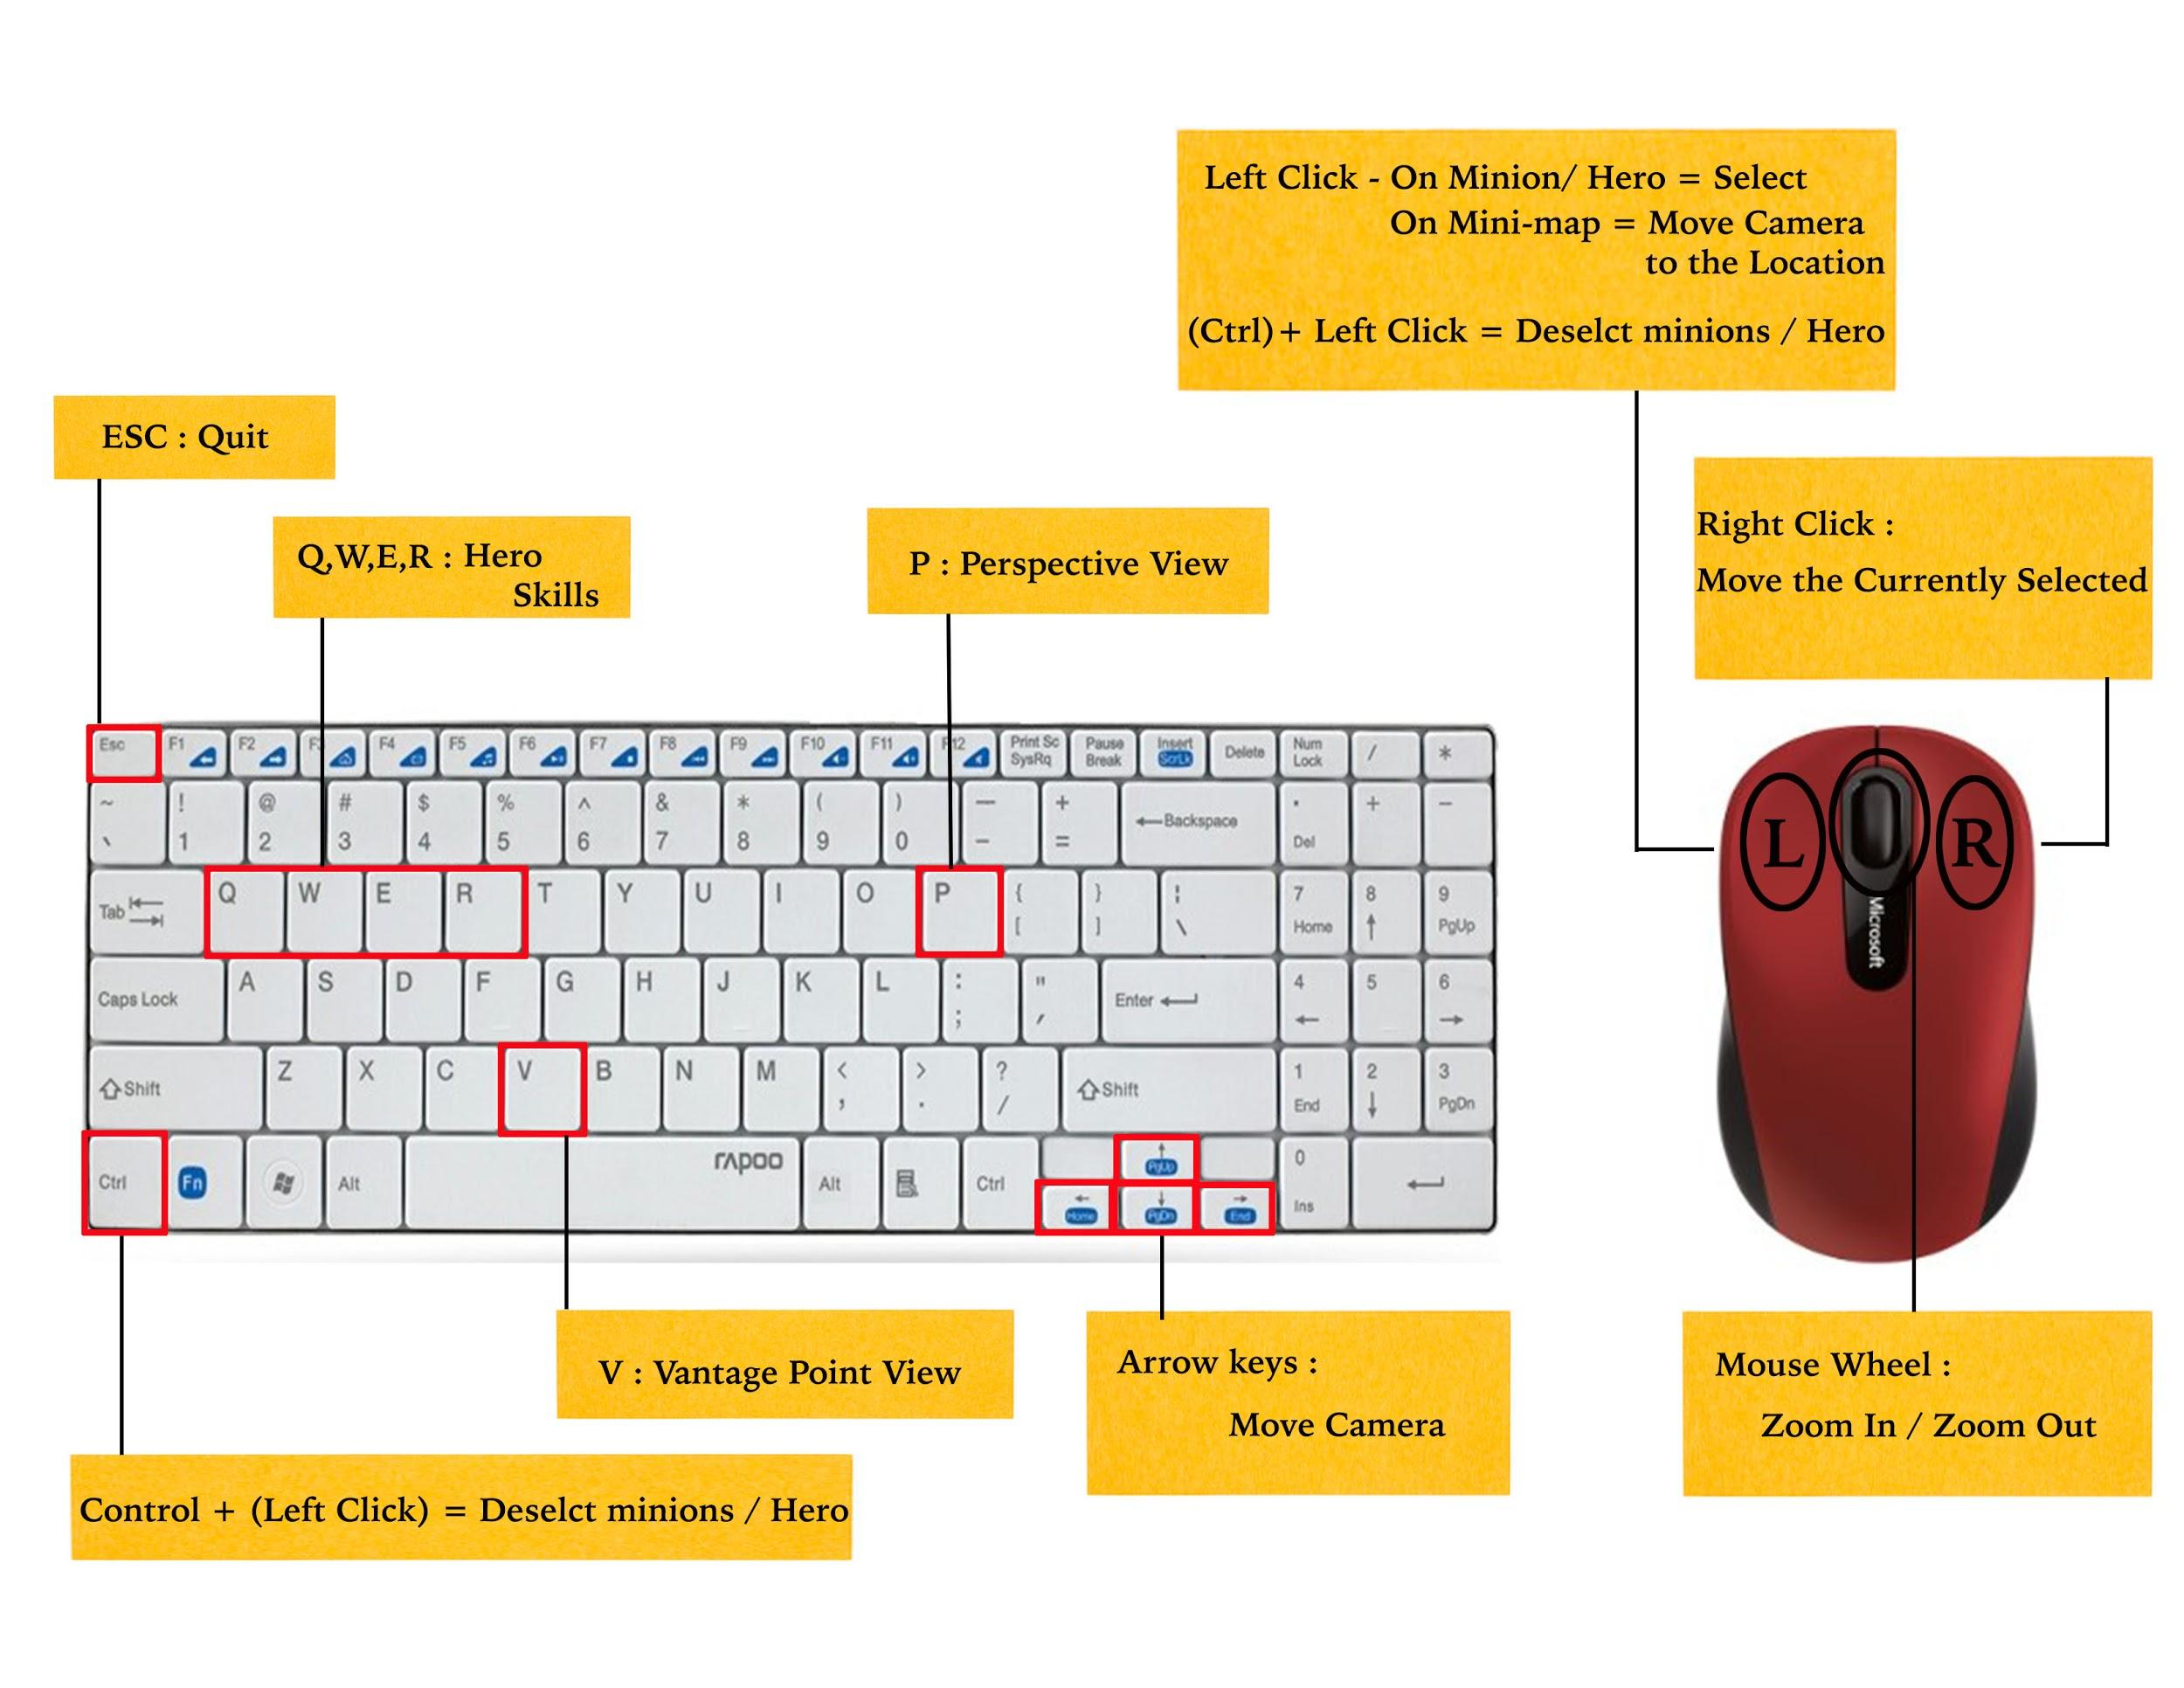 Left Click - On Minion/ Hero = Select
On Mini-map = Move Camera
to the Location
(Ctrl)+ Left Click = Deselct minions / Hero
ESC : Quit
Q,W,E,R : Hero
Skills
P : Perspective View
Right Click :
Move the Currently Selected
Esc F1 F2 F3 F4 F5 F6 F7 F8 F9 F10 F11 F12 Print Sc SysRq Pause Break Insert ScrLk Delete Num Lock / *
~ ! @ # $ % ^ & * ( ) — + ←Backspace . + −
` 1 2 3 4 5 6 7 8 9 0 - = Del
Tab Q W E R T Y U I O P { } ¦ 7 8 9
[ ] \ Home ↑ PgUp
Caps Lock A S D F G H J K L : " Enter 4 5 6
; ' ← →
Shift Z X C V B N M < > ? Shift 1 2 3
, . / End ↓ PgDn
Ctrl Fn Alt rapoo Alt Ctrl ↑ PgUp 0
← Home ↓ PgDn → End Ins
L R
Microsoft
V : Vantage Point View
Arrow keys :
Move Camera
Mouse Wheel :
Zoom In / Zoom Out
Control + (Left Click) = Deselct minions / Hero